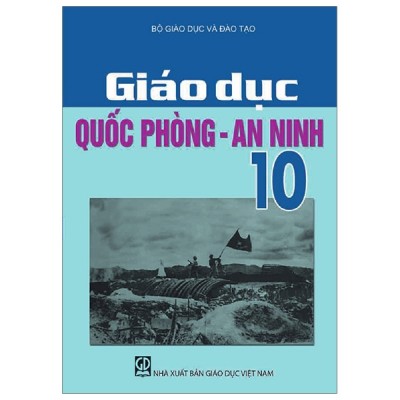 BỘ GIÁO DỤC VÀ ĐÀO TẠO
Giáo dục
QUỐC PHÒNG - AN NINH
10
NHÀ XUẤT BẢN GIÁO DỤC VIỆT NAM